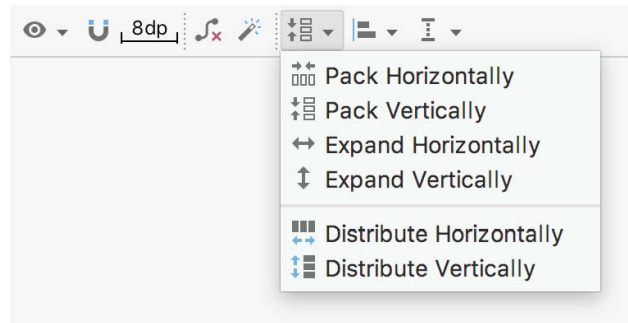 8dp
Pack Horizontally
Pack Vertically
Expand Horizontally
Expand Vertically
Distribute Horizontally
Distribute Vertically